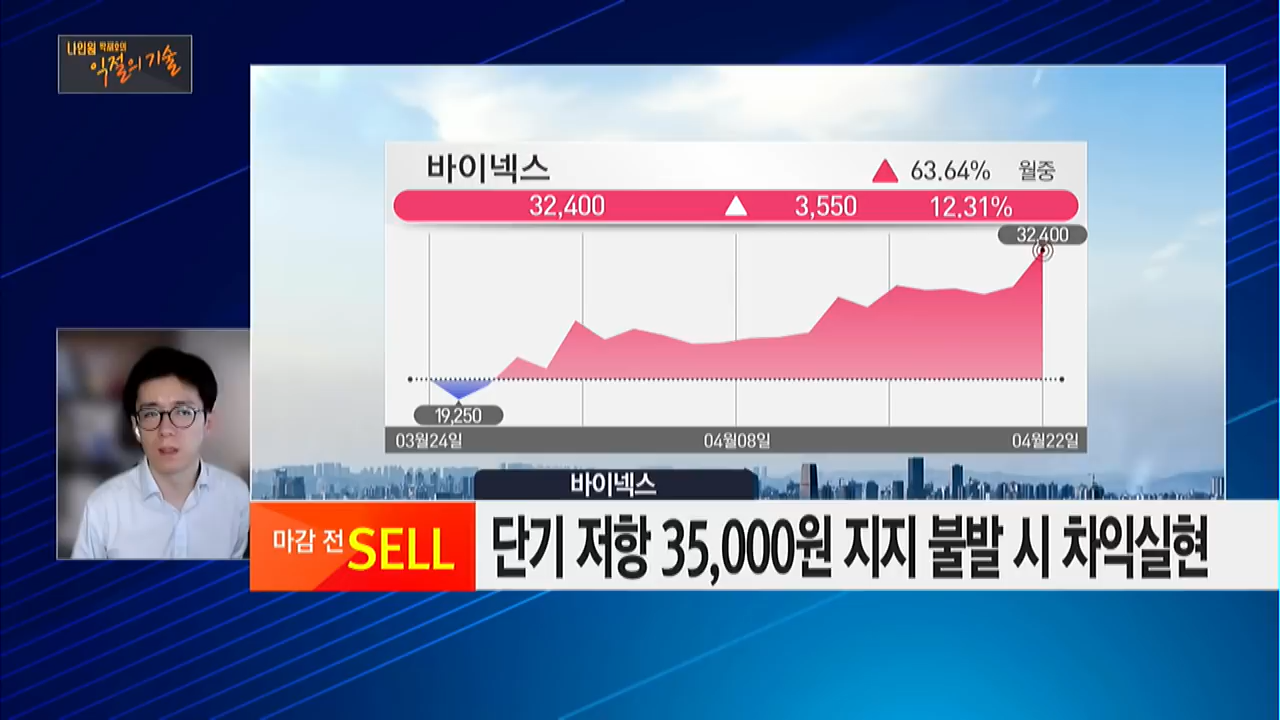 나인원 박재호의
익절의 기술
바이넥스
▲ 63.64% 월중
32,400 ▲ 3,550 12.31%
32,400
19,250
03월24일 04월08일 04월22일
바이넥스
마감 전 SELL
단기 저항 35,000원 지지 불발 시 차익실현